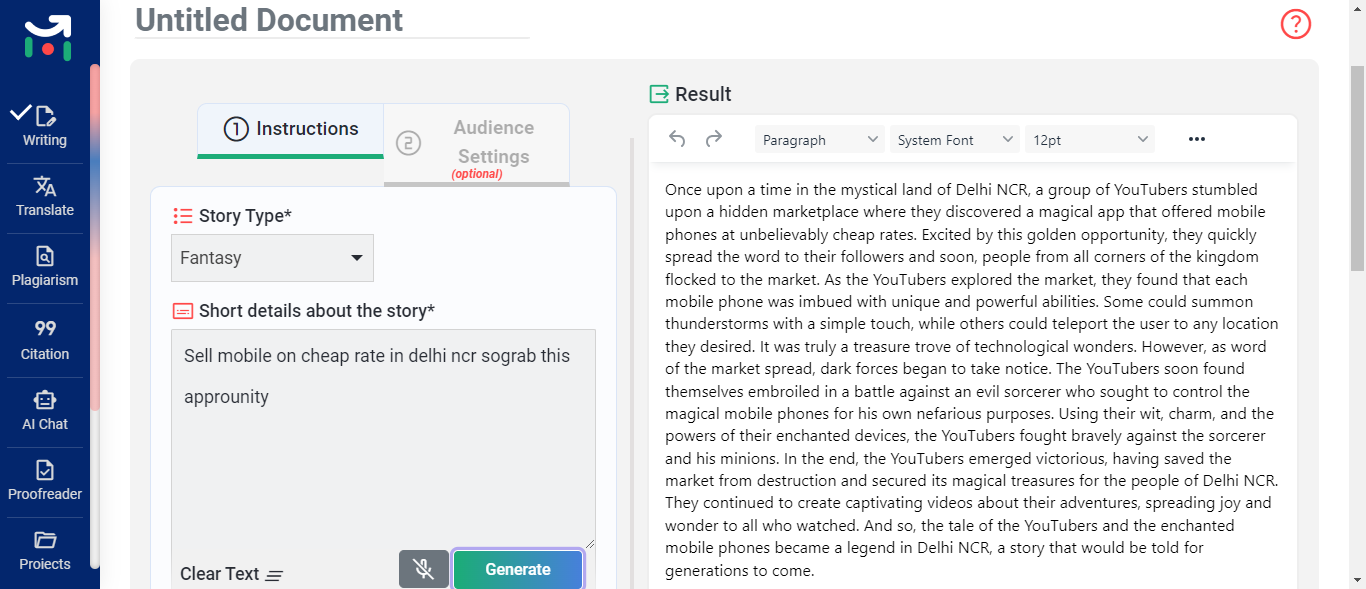 Untitled Document
?
Writing
Translate
Plagiarism
99
Citation
AI Chat
Proofreader
Projects
1 Instructions
2
Audience
Settings
(optional)
Story Type*
Fantasy
Short details about the story*
Sell mobile on cheap rate in delhi ncr sograb this
approunity
Clear Text
Generate
Result
Paragraph
System Font
12pt
Once upon a time in the mystical land of Delhi NCR, a group of YouTubers stumbled
upon a hidden marketplace where they discovered a magical app that offered mobile
phones at unbelievably cheap rates. Excited by this golden opportunity, they quickly
spread the word to their followers and soon, people from all corners of the kingdom
flocked to the market. As the YouTubers explored the market, they found that each
mobile phone was imbued with unique and powerful abilities. Some could summon
thunderstorms with a simple touch, while others could teleport the user to any location
they desired. It was truly a treasure trove of technological wonders. However, as word
of the market spread, dark forces began to take notice. The YouTubers soon found
themselves embroiled in a battle against an evil sorcerer who sought to control the
magical mobile phones for his own nefarious purposes. Using their wit, charm, and the
powers of their enchanted devices, the YouTubers fought bravely against the sorcerer
and his minions. In the end, the YouTubers emerged victorious, having saved the
market from destruction and secured its magical treasures for the people of Delhi NCR.
They continued to create captivating videos about their adventures, spreading joy and
wonder to all who watched. And so, the tale of the YouTubers and the enchanted
mobile phones became a legend in Delhi NCR, a story that would be told for
generations to come.